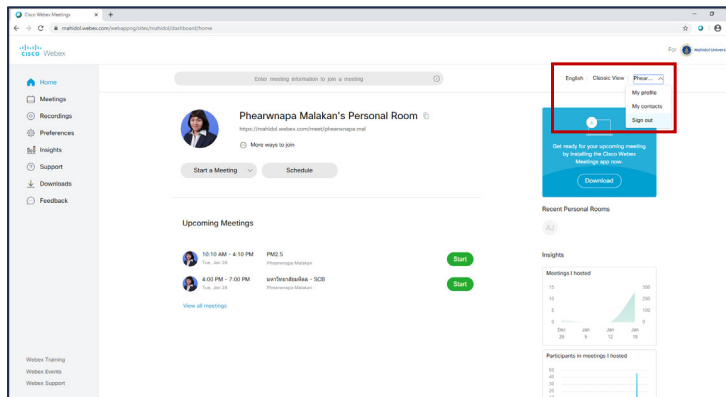 Cisco Webex Meetings
mahidol.webex.com/webappng/sites/mahidol/dashboard/home
CISCO Webex
For Mahidol Univers
Home
Meetings
Recordings
Preferences
Insights
Support
Downloads
Feedback
Webex Training
Webex Events
Webex Support
Enter meeting information to join a meeting
English Classic View Phear...
My profile
My contacts
Sign out
Phearwnapa Malakan's Personal Room
https://mahidol.webex.com/meet/phearwnapa.mal
More ways to join
Start a Meeting Schedule
Upcoming Meetings
10:10 AM - 4:10 PM PM2.5 Start
Tue, Jan 28 Phearwnapa Malakan
4:00 PM - 7:00 PM มหาวิทยาลัยมหิดล - SCB Start
Tue, Jan 28 Phearwnapa Malakan
View all meetings
Get ready for your upcoming meeting
by installing the Cisco Webex
Meetings app now.
Download
Recent Personal Rooms
AJ
Insights
Meetings I hosted
15 300
10 200
5 100
0 0
Dec Jan Jan Jan
29 5 12 19
Participants in meetings I hosted
50
40
30
20